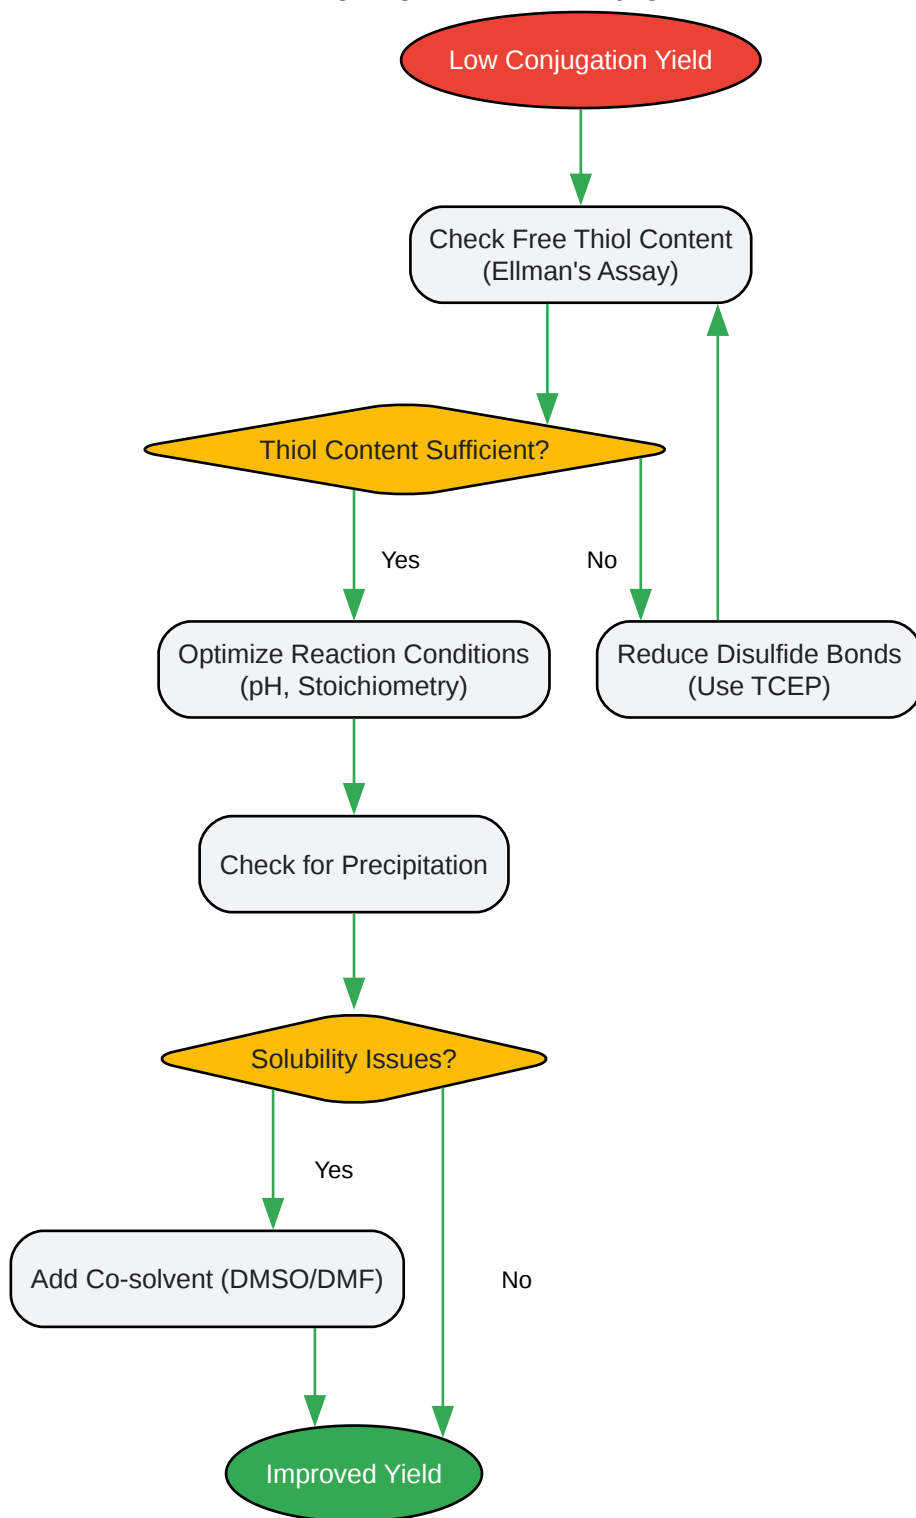 Low Conjugation Yield
Check Free Thiol Content
(Ellman's Assay)
Thiol Content Sufficient?
Yes
No
Optimize Reaction Conditions
(pH, Stoichiometry)
Reduce Disulfide Bonds
(Use TCEP)
Check for Precipitation
Solubility Issues?
Yes
Add Co-solvent (DMSO/DMF)
No
Improved Yield